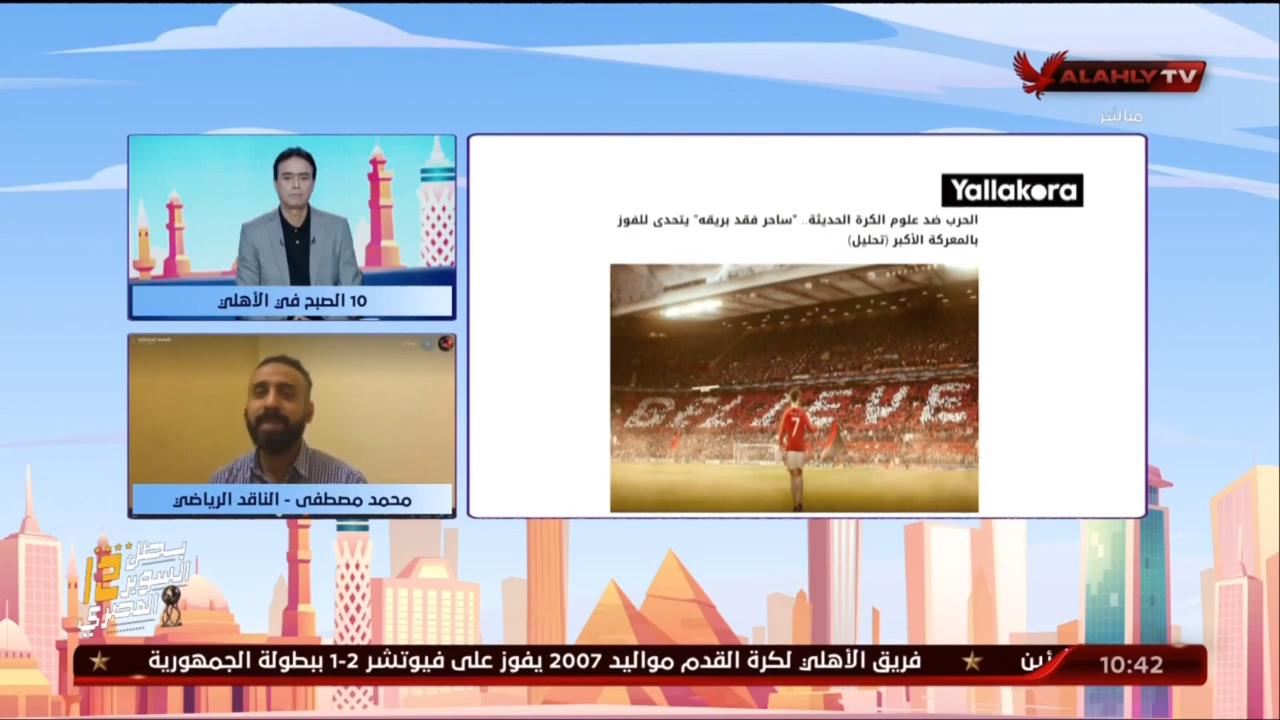 ALAHLY TV
مباشر
Yallakora
الحرب ضد علوم الكرة الحديثة.. "ساحر فقد بريقه" يتحدى للفوز
بالمعركة الأكبر (تحليل)
BELIEVE
7
10 الصبح في الأهلي
محمد مصطفى - الناقد الرياضي
بطل
السوبر 12
المصري
فريق الأهلي لكرة القدم مواليد 2007 يفوز على فيوتشر 2-1 ببطولة الجمهورية
10:42